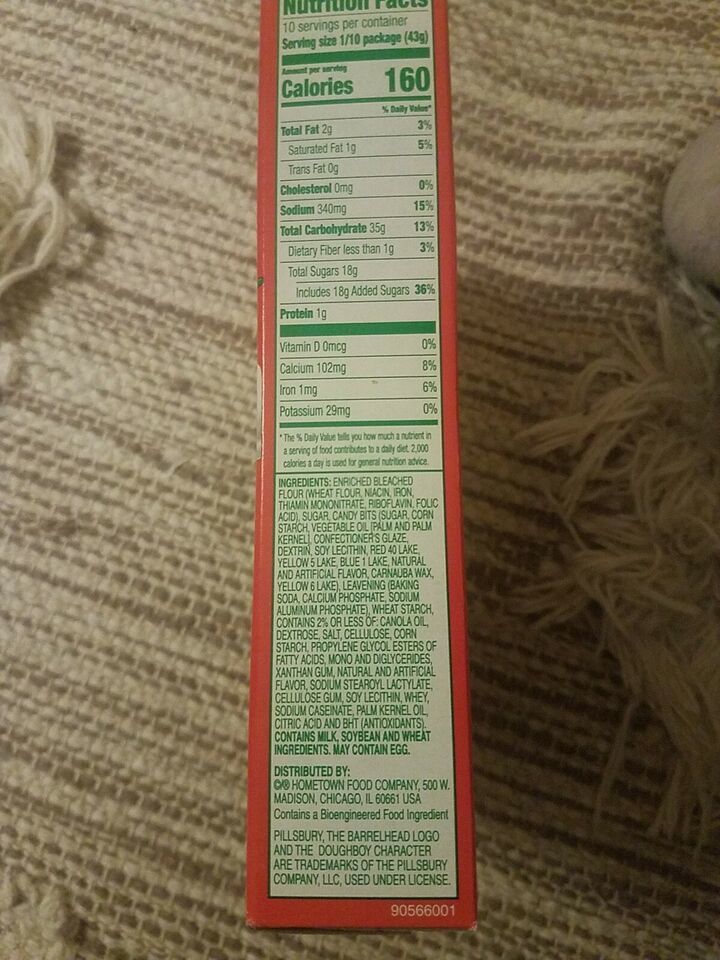 Nutrition Facts
10 servings per container
Serving size 1/10 package (43g)
Amount per serving
Calories 160
% Daily Value*
Total Fat 2g 3%
Saturated Fat 1g 5%
Trans Fat 0g
Cholesterol 0mg 0%
Sodium 340mg 15%
Total Carbohydrate 35g 13%
Dietary Fiber less than 1g 3%
Total Sugars 18g
Includes 18g Added Sugars 36%
Protein 1g
Vitamin D 0mcg 0%
Calcium 102mg 8%
Iron 1mg 6%
Potassium 29mg 0%
* The % Daily Value tells you how much a nutrient in
a serving of food contributes to a daily diet. 2,000
calories a day is used for general nutrition advice.
INGREDIENTS: ENRICHED BLEACHED
FLOUR (WHEAT FLOUR, NIACIN, IRON,
THIAMIN MONONITRATE, RIBOFLAVIN, FOLIC
ACID), SUGAR, CANDY BITS (SUGAR, CORN
STARCH, VEGETABLE OIL [PALM AND PALM
KERNEL], CONFECTIONER'S GLAZE,
DEXTRIN, SOY LECITHIN, RED 40 LAKE,
YELLOW 5 LAKE, BLUE 1 LAKE, NATURAL
AND ARTIFICIAL FLAVOR, CARNAUBA WAX,
YELLOW 6 LAKE), LEAVENING (BAKING
SODA, CALCIUM PHOSPHATE, SODIUM
ALUMINUM PHOSPHATE), WHEAT STARCH,
CONTAINS 2% OR LESS OF: CANOLA OIL,
DEXTROSE, SALT, CELLULOSE, CORN
STARCH, PROPYLENE GLYCOL ESTERS OF
FATTY ACIDS, MONO AND DIGLYCERIDES,
XANTHAN GUM, NATURAL AND ARTIFICIAL
FLAVOR, SODIUM STEAROYL LACTYLATE,
CELLULOSE GUM, SOY LECITHIN, WHEY,
SODIUM CASEINATE, PALM KERNEL OIL,
CITRIC ACID AND BHT (ANTIOXIDANTS).
CONTAINS MILK, SOYBEAN AND WHEAT
INGREDIENTS. MAY CONTAIN EGG.
DISTRIBUTED BY:
©/® HOMETOWN FOOD COMPANY, 500 W.
MADISON, CHICAGO, IL 60661 USA
Contains a Bioengineered Food Ingredient
PILLSBURY, THE BARRELHEAD LOGO
AND THE DOUGHBOY CHARACTER
ARE TRADEMARKS OF THE PILLSBURY
COMPANY, LLC, USED UNDER LICENSE.
90566001